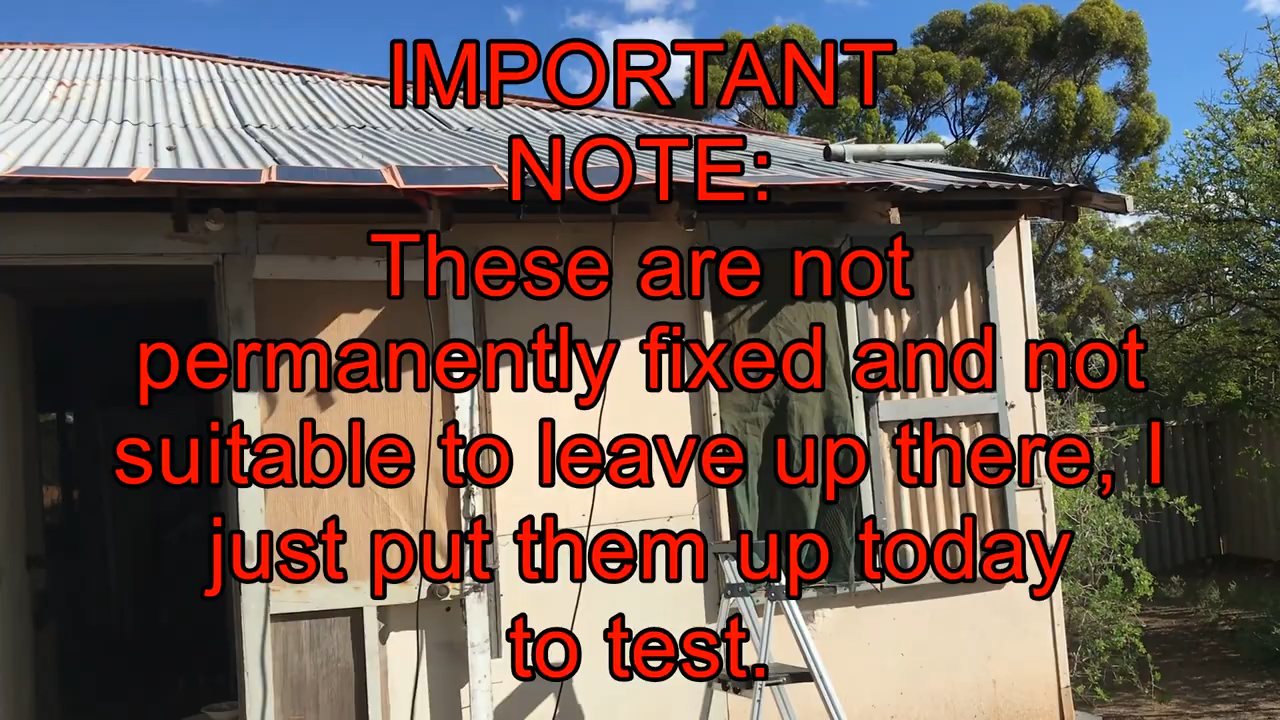 IMPORTANT
NOTE:
These are not
permanently fixed and not
suitable to leave up there, I
just put them up today
to test.